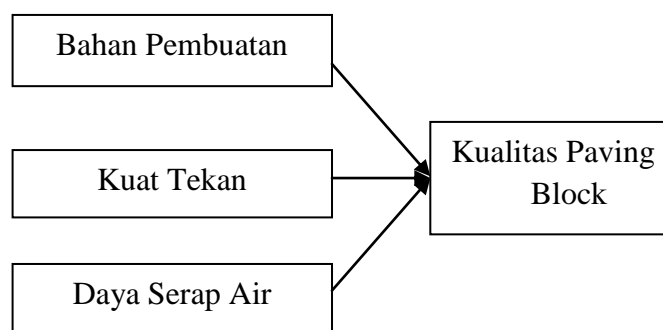 Bahan Pembuatan
Kuat Tekan
Daya Serap Air
Kualitas Paving
Block